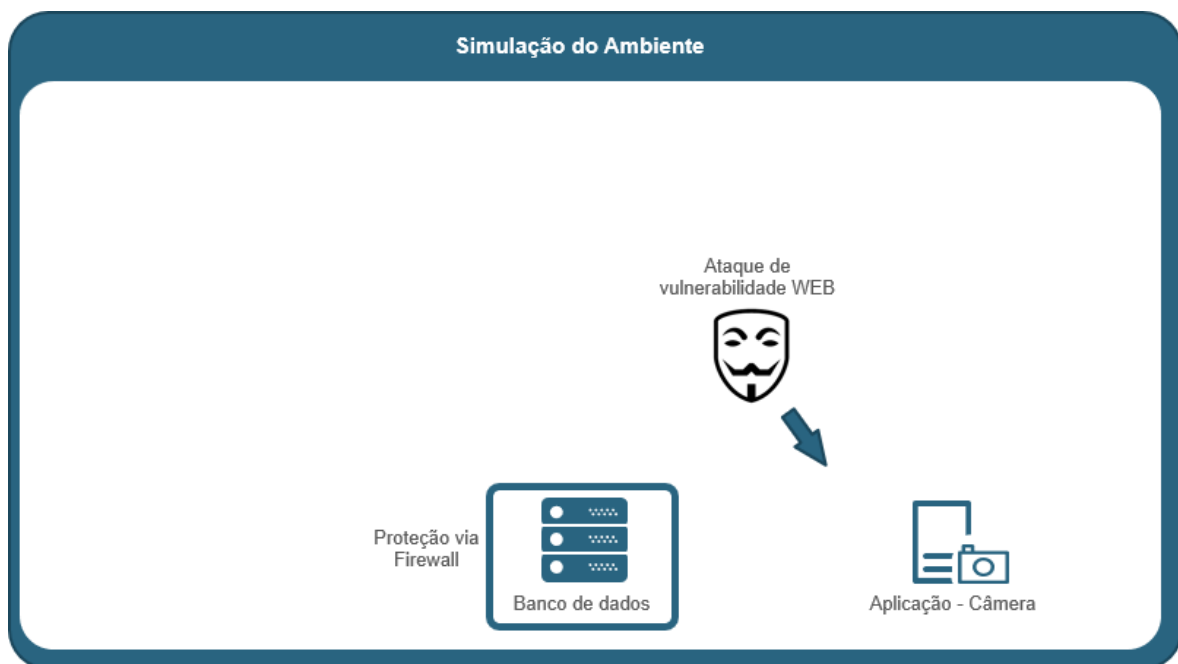 Simulação do Ambiente
Ataque de
vulnerabilidade WEB
Proteção via
Firewall
Banco de dados
Aplicação - Câmera